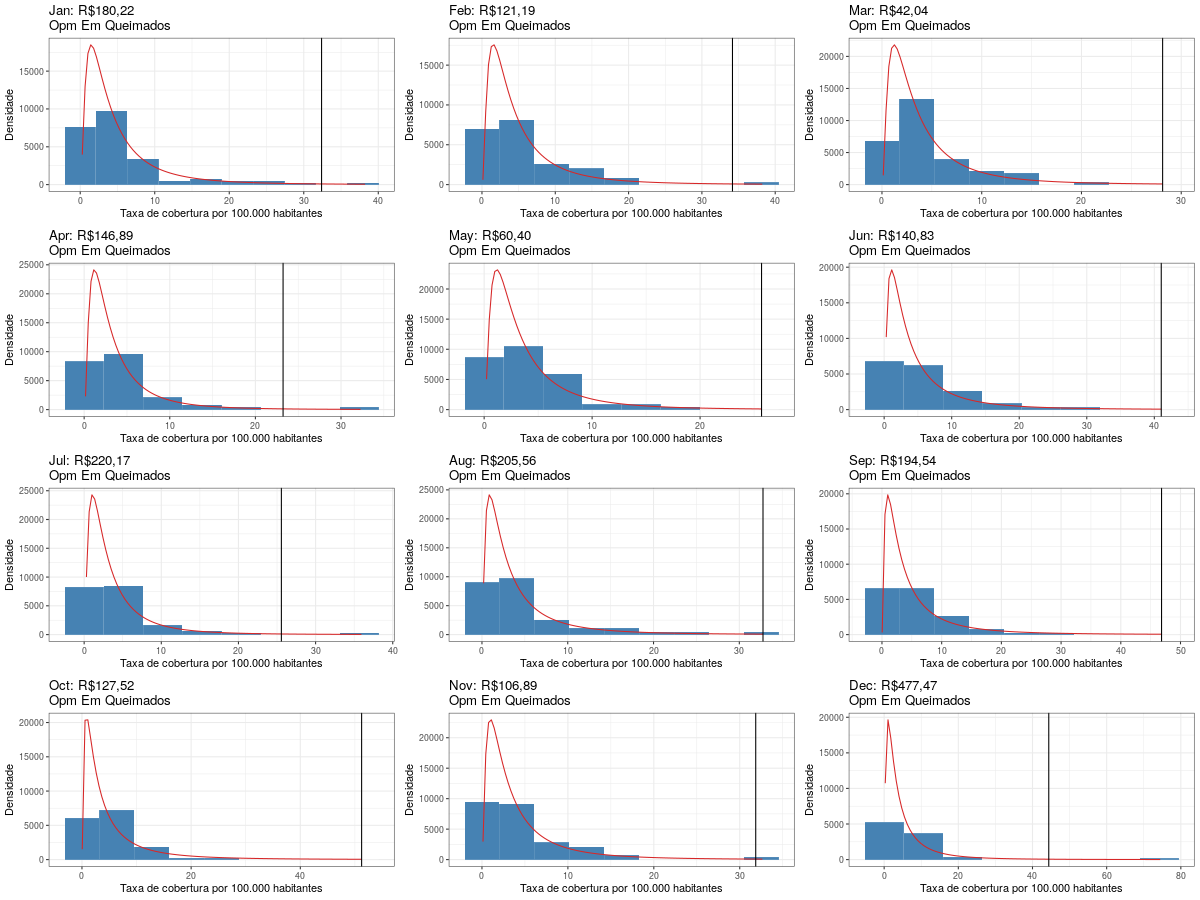 Jan: R$180,22
Opm Em Queimados
Densidade
15000
10000
5000
0
0
10
20
30
40
Taxa de cobertura por 100.000 habitantes
Feb: R$121,19
Opm Em Queimados
Densidade
15000
10000
5000
0
0
10
20
30
40
Taxa de cobertura por 100.000 habitantes
Mar: R$42,04
Opm Em Queimados
Densidade
20000
15000
10000
5000
0
0
10
20
30
Taxa de cobertura por 100.000 habitantes
Apr: R$146,89
Opm Em Queimados
Densidade
25000
20000
15000
10000
5000
0
0
10
20
30
Taxa de cobertura por 100.000 habitantes
May: R$60,40
Opm Em Queimados
Densidade
20000
15000
10000
5000
0
0
10
20
Taxa de cobertura por 100.000 habitantes
Jun: R$140,83
Opm Em Queimados
Densidade
20000
15000
10000
5000
0
0
10
20
30
40
Taxa de cobertura por 100.000 habitantes
Jul: R$220,17
Opm Em Queimados
Densidade
25000
20000
15000
10000
5000
0
0
10
20
30
40
Taxa de cobertura por 100.000 habitantes
Aug: R$205,56
Opm Em Queimados
Densidade
25000
20000
15000
10000
5000
0
0
10
20
30
Taxa de cobertura por 100.000 habitantes
Sep: R$194,54
Opm Em Queimados
Densidade
20000
15000
10000
5000
0
0
10
20
30
40
50
Taxa de cobertura por 100.000 habitantes
Oct: R$127,52
Opm Em Queimados
Densidade
20000
15000
10000
5000
0
0
20
40
Taxa de cobertura por 100.000 habitantes
Nov: R$106,89
Opm Em Queimados
Densidade
20000
15000
10000
5000
0
0
10
20
30
Taxa de cobertura por 100.000 habitantes
Dec: R$477,47
Opm Em Queimados
Densidade
20000
15000
10000
5000
0
0
20
40
60
80
Taxa de cobertura por 100.000 habitantes